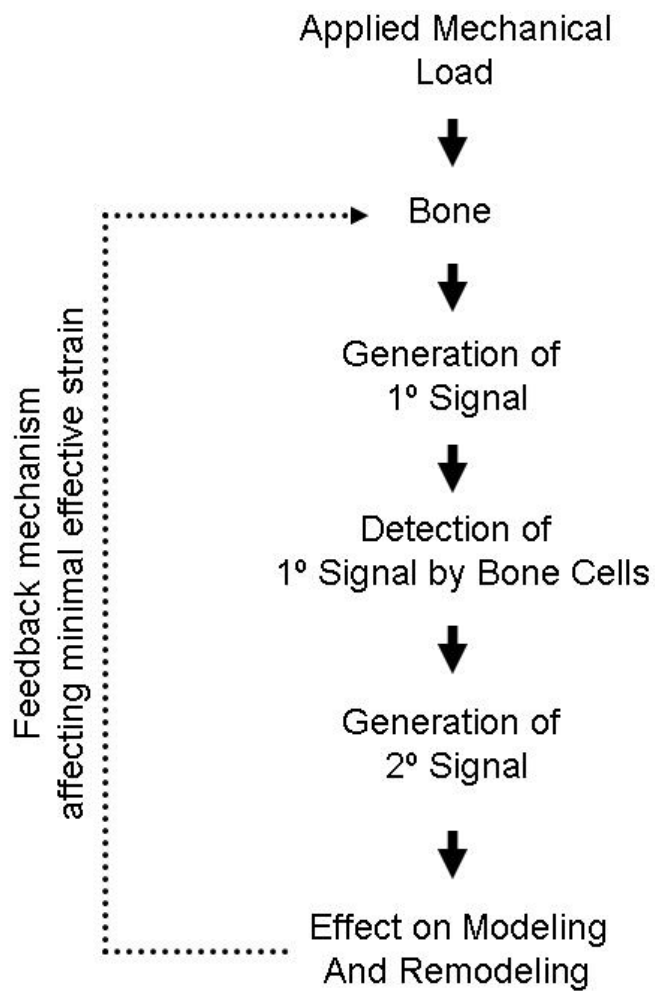 Applied Mechanical
Load
Bone
Generation of
1º Signal
Detection of
1º Signal by Bone Cells
Generation of
2º Signal
Effect on Modeling
And Remodeling
Feedback mechanism
affecting minimal effective strain